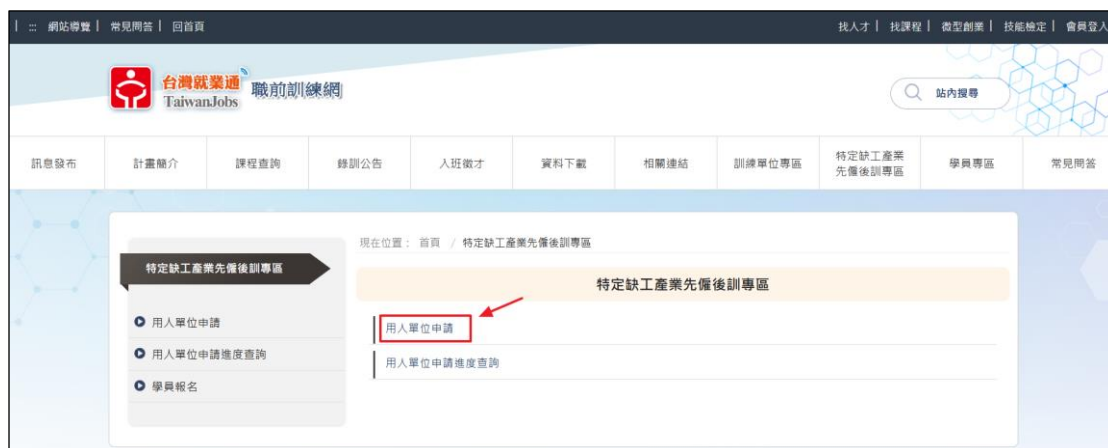 ::: 網站導覽 | 常見問答 | 回首頁
找人才 | 找課程 | 微型創業 | 技能檢定 | 會員登入
台灣就業通
TaiwanJobs
職前訓練網
站內搜尋
訊息發布 計畫簡介 課程查詢 錄訓公告 人班徵才 資料下載 相關連結 訓練單位專區 特定缺工產業 學員專區 常見問答
先僱後訓專區
現在位置： 首頁 / 特定缺工產業先僱後訓專區
特定缺工產業先僱後訓專區
特定缺工產業先僱後訓專區
用人單位申請
用人單位申請進度查詢
學員報名
用人單位申請
用人單位申請進度查詢